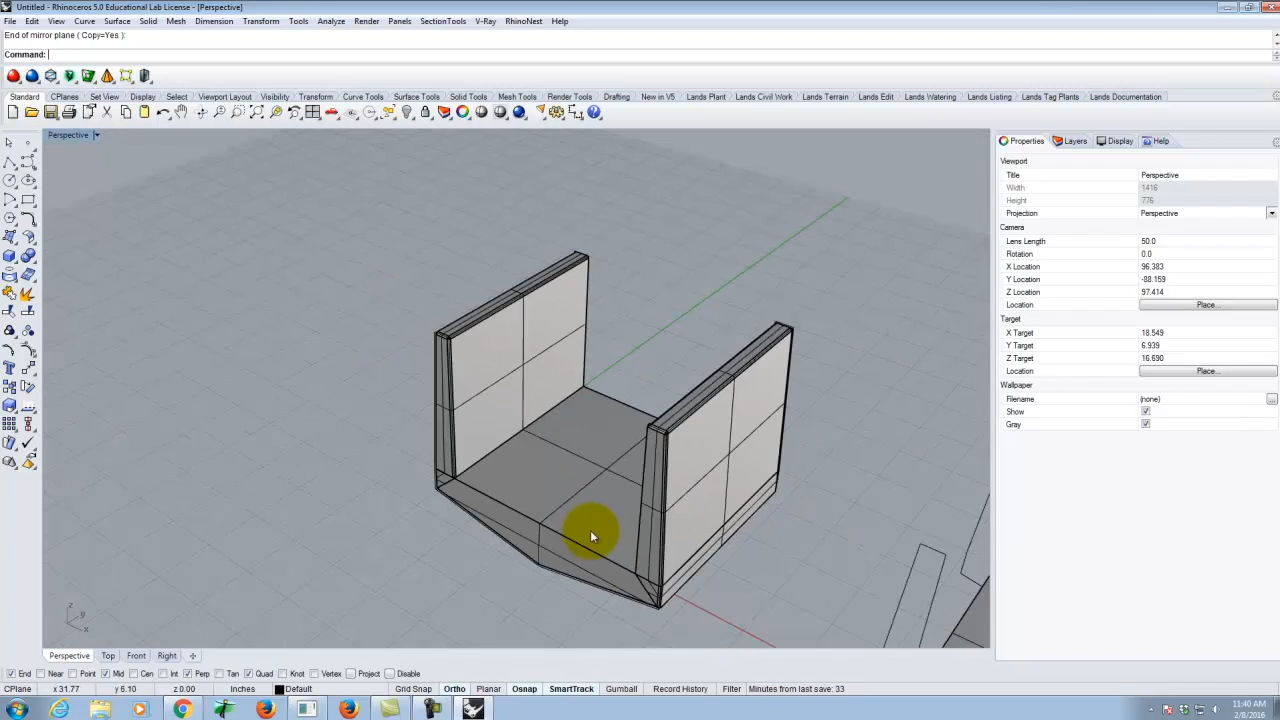 Untitled - Rhinoceros 5.0 Educational Lab License - [Perspective]
File Edit View Curve Surface Solid Mesh Dimension Transform Tools Analyze Render Panels SectionTools V-Ray RhinoNest Help
End of mirror plane ( Copy=Yes ):
Command:
Standard CPlanes Set View Display Select Viewport Layout Visibility Transform Curve Tools Surface Tools Solid Tools Mesh Tools Render Tools Drafting New in V5 Lands Plant Lands Civil Work Lands Terrain Lands Edit Lands Watering Lands Listing Lands Tag Plants Lands Documentation
Perspective
Properties Layers Display Help
Viewport
Title Perspective
Width 1416
Height 776
Projection Perspective
Camera
Lens Length 50.0
Rotation 0.0
X Location 96.383
Y Location -88.159
Z Location 97.414
Location Place...
Target
X Target 18.549
Y Target 6.939
Z Target 16.690
Location Place...
Wallpaper
Filename (none) ...
Show
Gray
z
y
x
Perspective Top Front Right
End Near Point Mid Cen Int Perp Tan Quad Knot Vertex Project Disable
CPlane x 31.77 y 6.10 z 0.00 Inches Default Grid Snap Ortho Planar Osnap SmartTrack Gumball Record History Filter Minutes from last save: 33
11:40 AM
2/8/2016